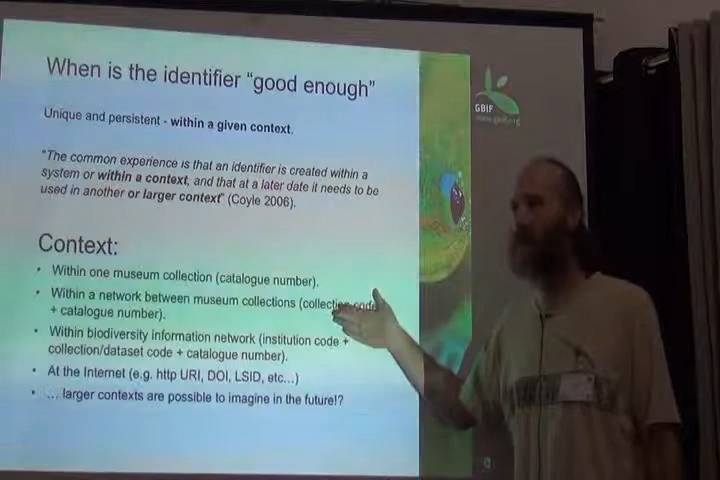 When is the identifier “good enough”
GBIF
www.gbif.org
Unique and persistent - within a given context.
“The common experience is that an identifier is created within a
system or within a context, and that at a later date it needs to be
used in another or larger context” (Coyle 2006).
Context:
• Within one museum collection (catalogue number).
• Within a network between museum collections (collection code
+ catalogue number).
• Within biodiversity information network (institution code +
collection/dataset code + catalogue number).
• At the Internet (e.g. http URI, DOI, LSID, etc…)
• …larger contexts are possible to imagine in the future!?